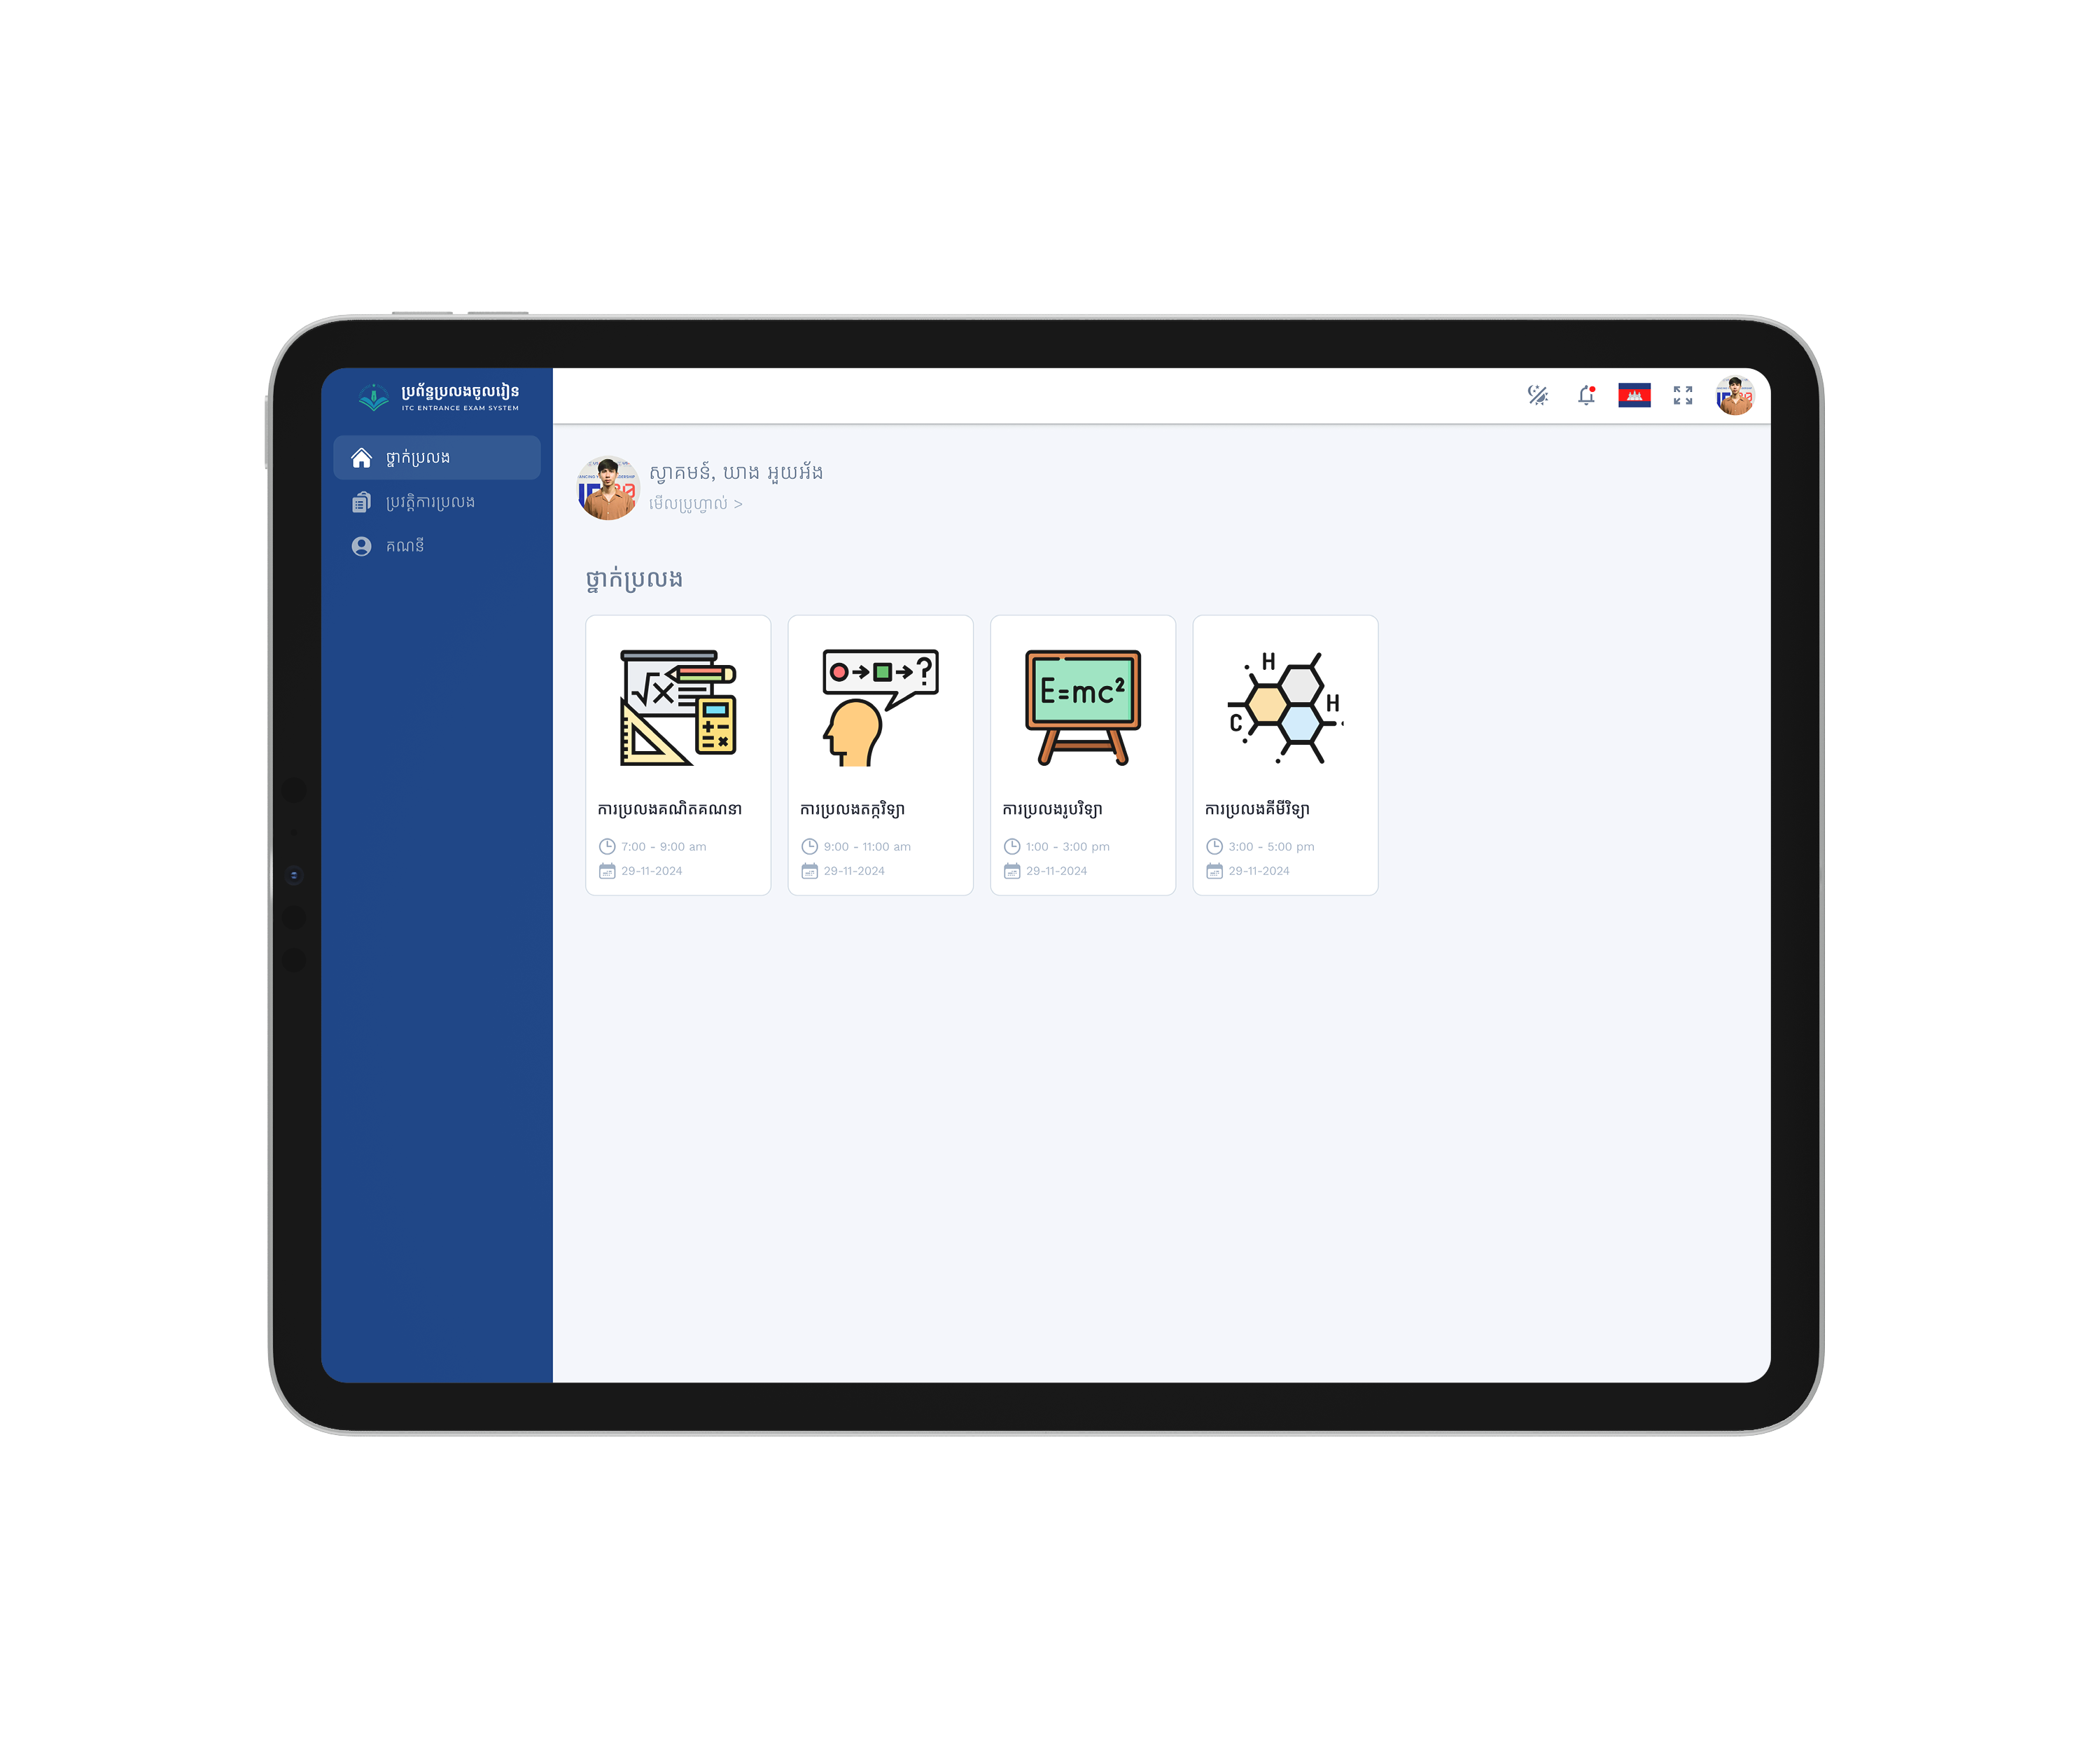 ប្រព័ន្ធប្រលងចូលរៀន
ITC ENTRANCE EXAM SYSTEM
ថ្នាក់ប្រលង
ប្រវត្តិការប្រលង
គណនី
ស្វាគមន៍, ឃាង អួយអ័ង
មើលប្រូហ្វាល់ >
ថ្នាក់ប្រលង
√x
?
E=mc²
H
H
C
ការប្រលងគណិតគណនា
7:00 - 9:00 am
29-11-2024
ការប្រលងតក្កវិទ្យា
9:00 - 11:00 am
29-11-2024
ការប្រលងរូបវិទ្យា
1:00 - 3:00 pm
29-11-2024
ការប្រលងគីមីវិទ្យា
3:00 - 5:00 pm
29-11-2024